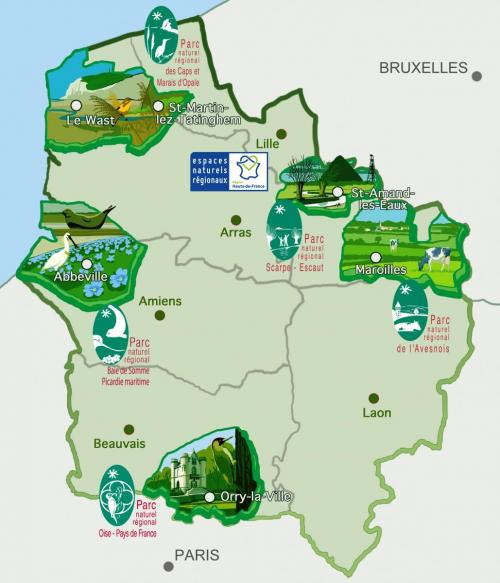 Parc
naturel
régional
des Caps et
Marais d'Opale
BRUXELLES
Le Wast
St-Martin-
lez-Tatinghem
Lille
espaces
naturels
régionaux
Région
Hauts-de-France
St-Amand-
les-Eaux
Arras
Parc
naturel
régional
Scarpe - Escaut
Maroilles
Abbeville
Amiens
Parc
naturel
régional
de l'Avesnois
Parc
naturel
régional
Baie de Somme
Picardie maritime
Laon
Beauvais
Orry-la-Ville
Parc
naturel
régional
Oise - Pays de France
PARIS